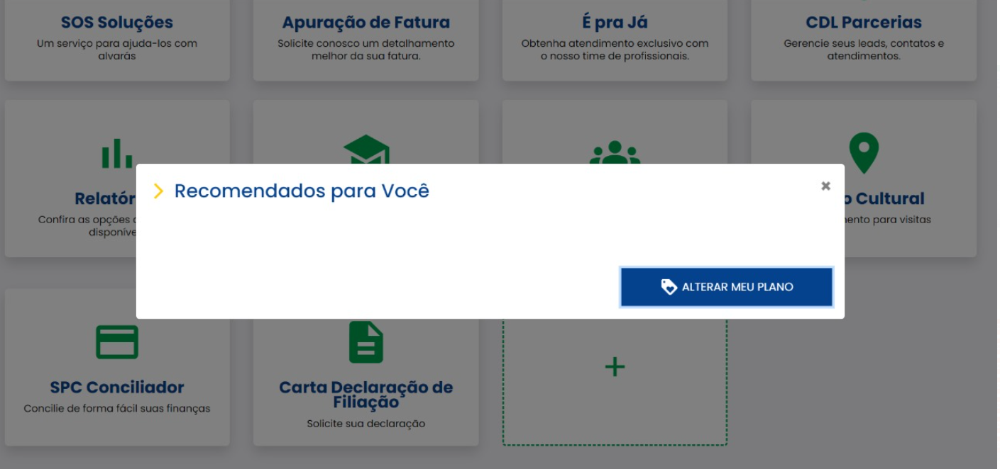 SOS Soluções
Um serviço para ajuda-los com
alvarás
Apuração de Fatura
Solicite conosco um detalhamento
melhor da sua fatura.
É pra Já
Obtenha atendimento exclusivo com
o nosso time de profissionais.
CDL Parcerias
Gerencie seus leads, contatos e
atendimentos.
Relatór
Confira as opções
disponíve
Cultural
para visitas
Recomendados para Você
×
ALTERAR MEU PLANO
SPC Conciliador
Concilie de forma fácil suas finanças
Carta Declaração de
Filiação
Solicite sua declaração
+